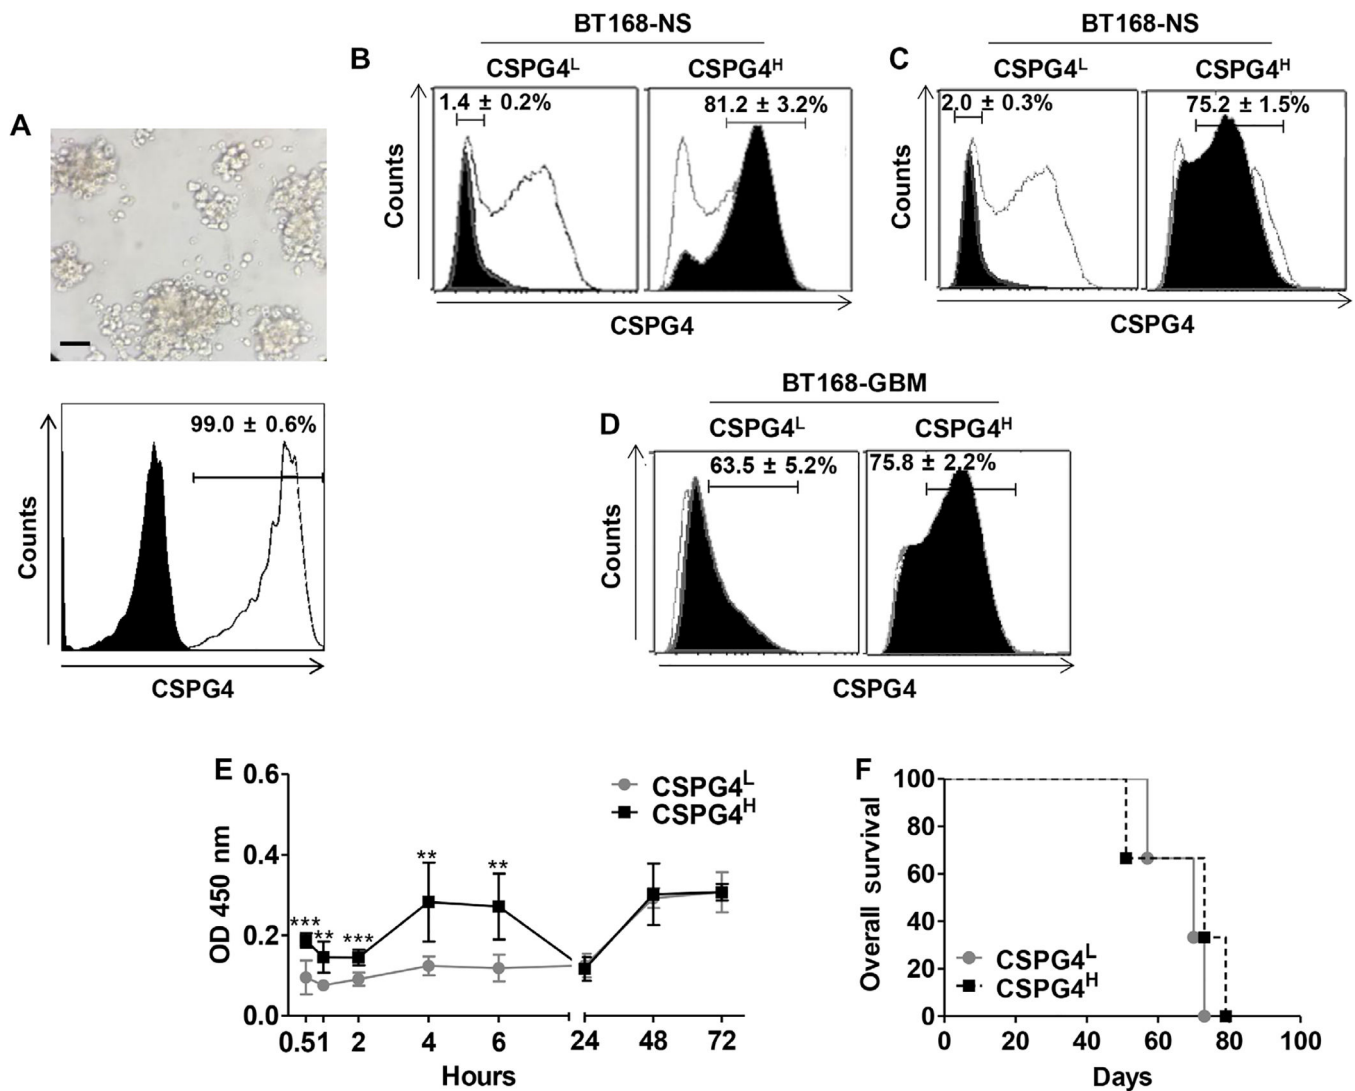 A
99.0 ± 0.6%
Counts
CSPG4
B
BT168-NS
CSPG4ᴸ CSPG4ᴴ
1.4 ± 0.2% 81.2 ± 3.2%
Counts
CSPG4
C
BT168-NS
CSPG4ᴸ CSPG4ᴴ
2.0 ± 0.3% 75.2 ± 1.5%
Counts
CSPG4
D
BT168-GBM
CSPG4ᴸ CSPG4ᴴ
63.5 ± 5.2% 75.8 ± 2.2%
Counts
CSPG4
E
OD 450 nm
0.6
0.4
0.2
0.0
CSPG4ᴸ
CSPG4ᴴ
*** ** *** ** **
0.5 1 2 4 6 24 48 72
Hours
F
Overall survival
100
80
60
40
20
0
CSPG4ᴸ
CSPG4ᴴ
0 20 40 60 80 100
Days